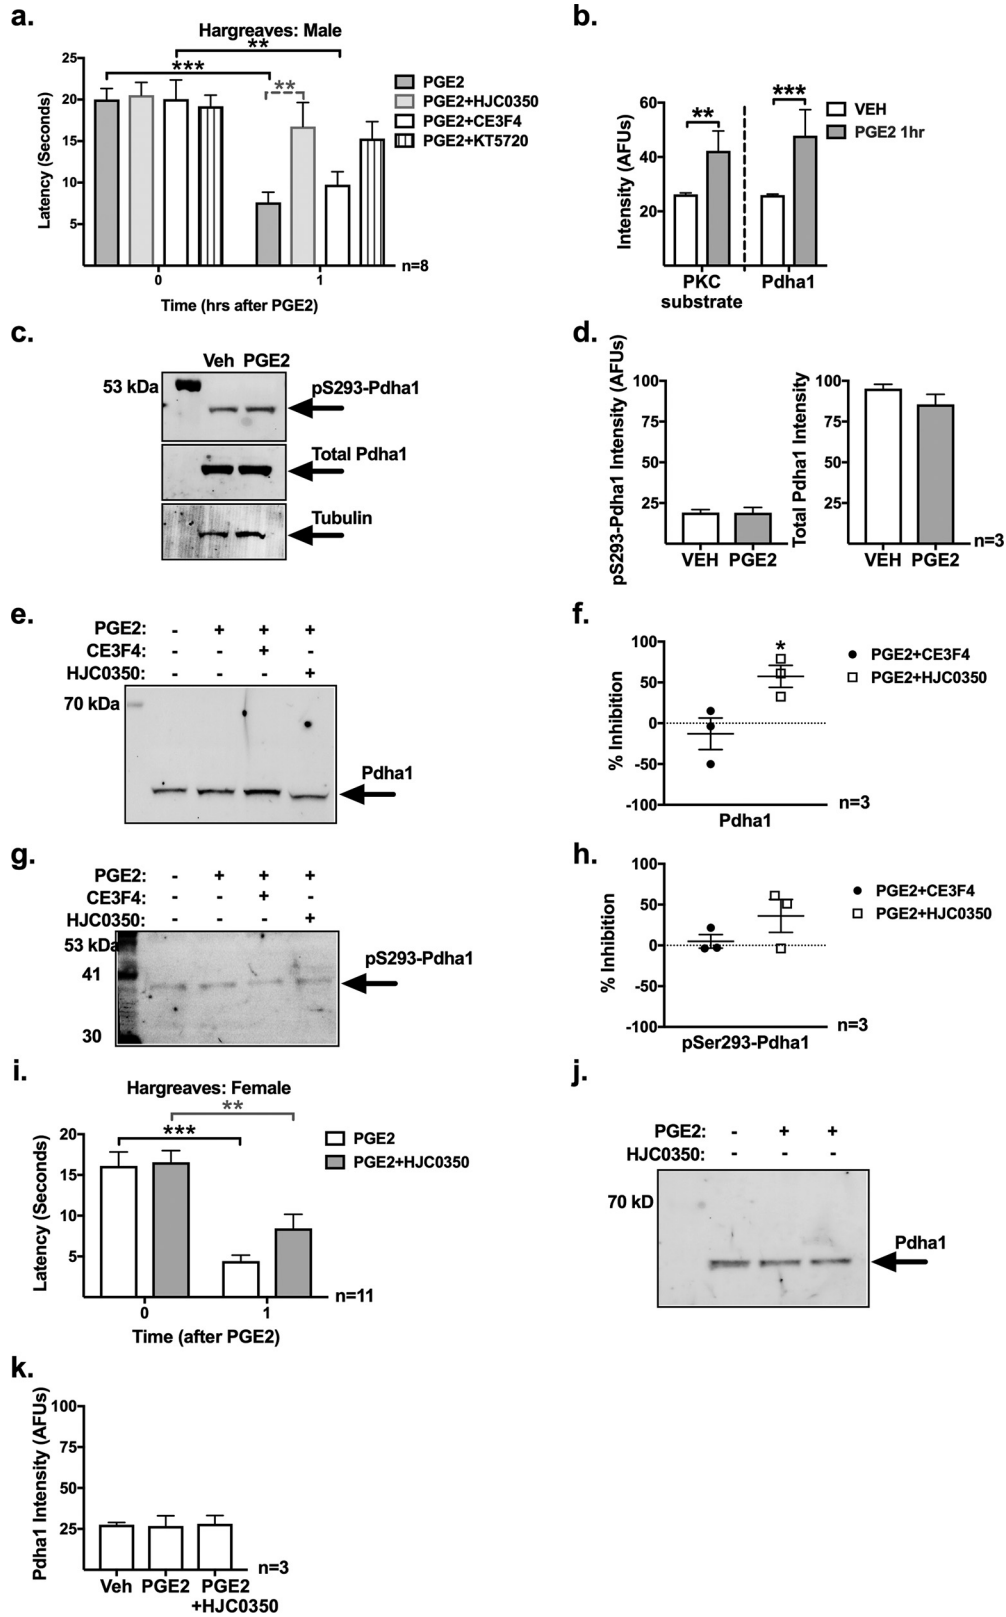 a.
Hargreaves: Male
**
***
**
25
20
15
10
5
Latency (Seconds)
PGE2
PGE2+HJC0350
PGE2+CE3F4
PGE2+KT5720
n=8
0
1
Time (hrs after PGE2)
b.
**
***
60
40
20
Intensity (AFUs)
VEH
PGE2 1hr
PKC
substrate
Pdha1
c.
Veh PGE2
53 kDa
pS293-Pdha1
Total Pdha1
Tubulin
d.
pS293-Pdha1 Intensity (AFUs)
100
75
50
25
VEH PGE2
Total Pdha1 Intensity
100
75
50
25
VEH PGE2
n=3
e.
PGE2: - + + +
CE3F4: - - + -
HJC0350: - - - +
70 kDa
Pdha1
f.
% Inhibition
100
50
0
-50
-100
*
PGE2+CE3F4
PGE2+HJC0350
n=3
Pdha1
g.
PGE2: - + + +
CE3F4: - - + -
HJC0350: - - - +
53 kDa
41
30
pS293-Pdha1
h.
% Inhibition
100
50
0
-50
-100
PGE2+CE3F4
PGE2+HJC0350
n=3
pSer293-Pdha1
i.
Hargreaves: Female
**
***
20
15
10
5
Latency (Seconds)
PGE2
PGE2+HJC0350
n=11
0
1
Time (after PGE2)
j.
PGE2: - + +
HJC0350: - - -
70 kD
Pdha1
k.
Pdha1 Intensity (AFUs)
100
75
50
25
n=3
Veh PGE2 PGE2
+HJC0350